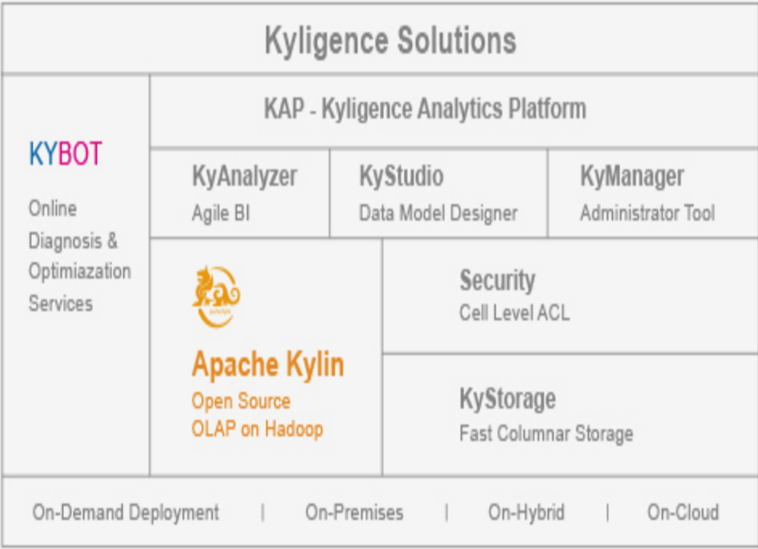 Kyligence Solutions
KAP - Kyligence Analytics Platform
KYBOT
Online
Diagnosis &
Optimiazation
Services
KyAnalyzer
Agile BI
KyStudio
Data Model Designer
KyManager
Administrator Tool
Apache Kylin
Open Source
OLAP on Hadoop
Security
Cell Level ACL
KyStorage
Fast Columnar Storage
On-Demand Deployment | On-Premises | On-Hybrid | On-Cloud